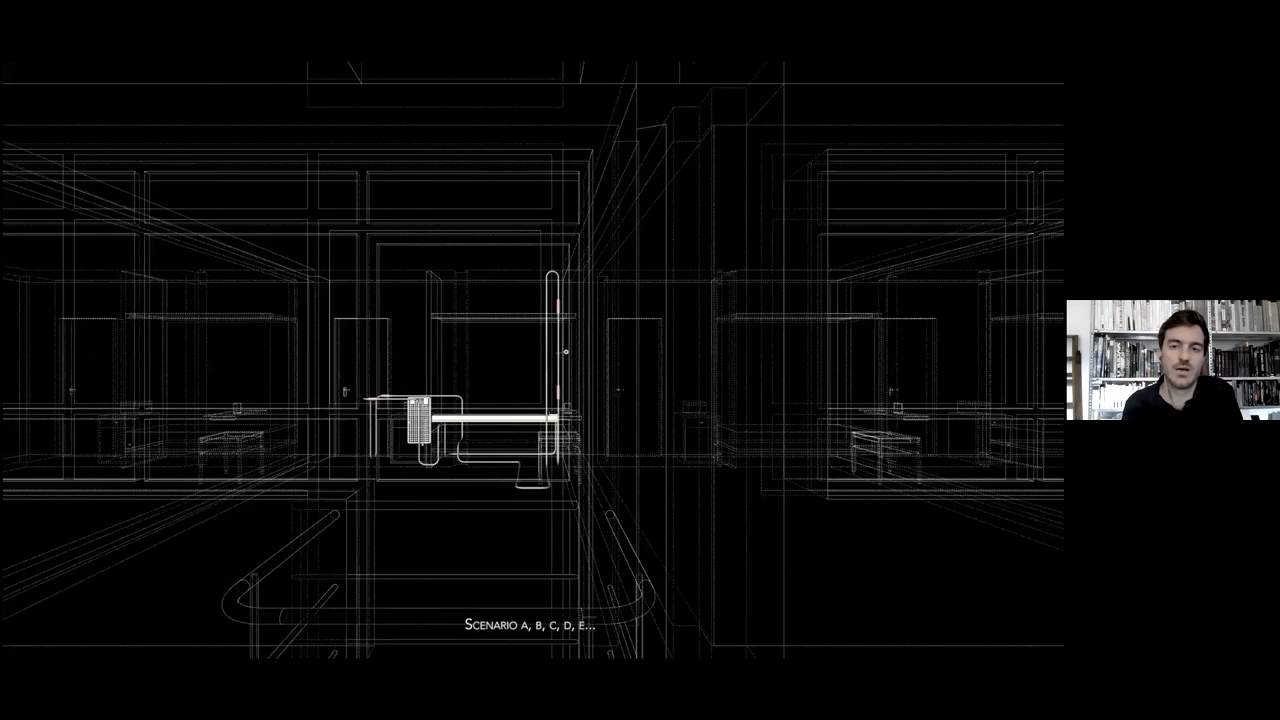 Scenario a, b, c, d, e...